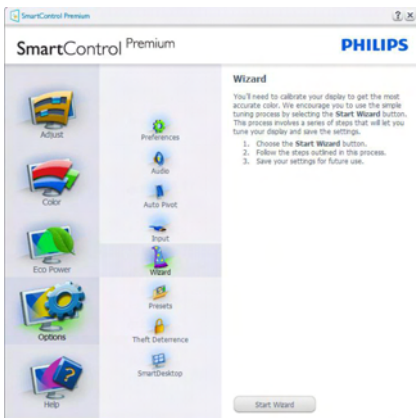 SmartControl Premium
SmartControl Premium
PHILIPS
Adjust
Color
Eco Power
Options
Help
Preferences
Audio
Auto Pivot
Input
Wizard
Presets
Theft Deterrence
SmartDesktop
Wizard
You'll need to calibrate your display to get the most
accurate color. We encourage you to use the simple
tuning process by selecting the Start Wizard button.
This process involves a series of steps that will let you
tune your display and save the settings.
1. Choose the Start Wizard button.
2. Follow the steps outlined in this process.
3. Save your settings for future use.
Start Wizard